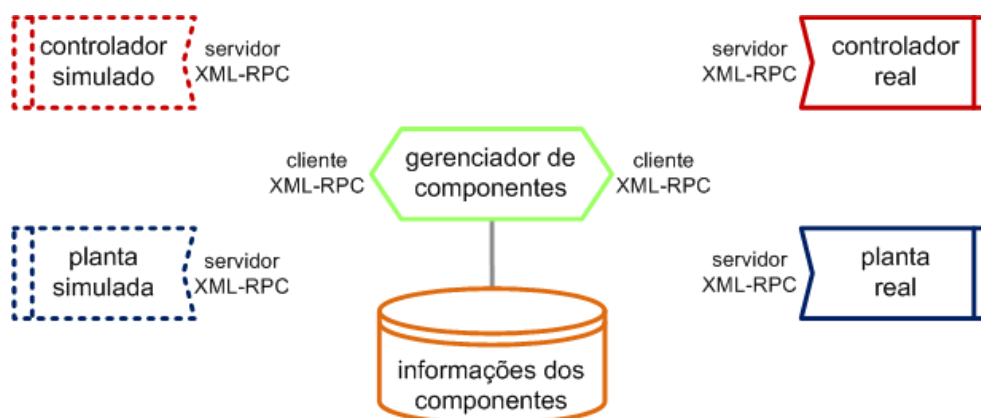 controlador
simulado
servidor
XML-RPC
servidor
XML-RPC
controlador
real
cliente
XML-RPC
gerenciador de
componentes
cliente
XML-RPC
planta
simulada
servidor
XML-RPC
servidor
XML-RPC
planta
real
informações dos
componentes